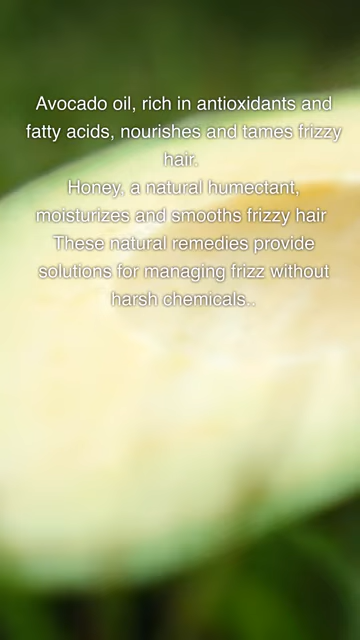 Avocado oil, rich in antioxidants and
fatty acids, nourishes and tames frizzy
hair.
Honey, a natural humectant,
moisturizes and smooths frizzy hair
These natural remedies provide
solutions for managing frizz without
harsh chemicals..